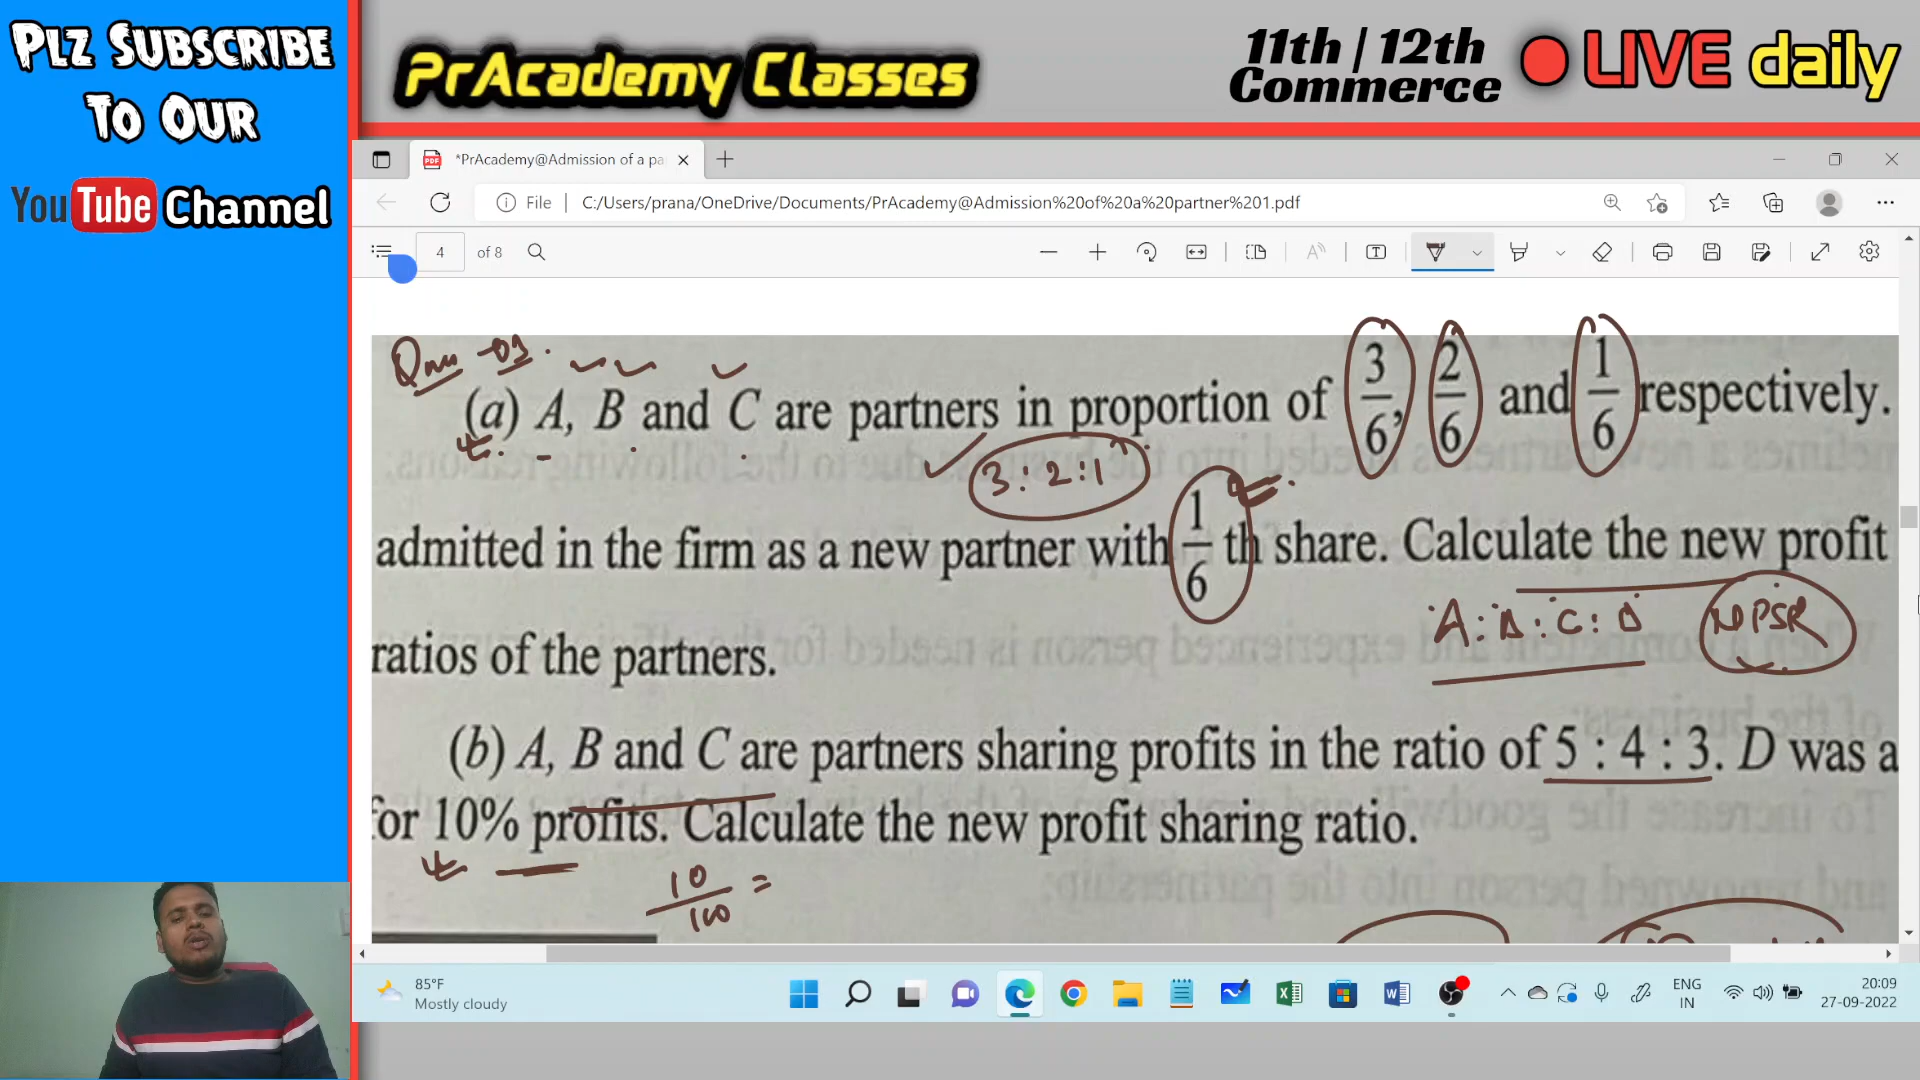 PLZ SUBSCRIBE
TO OUR
YouTube Channel
PrAcademy Classes
11th | 12th
Commerce
LIVE daily
PDF
*PrAcademy@Admission of a pa
File
C:/Users/prana/OneDrive/Documents/PrAcademy@Admission%20of%20a%20partner%201.pdf
4 of 8
03
(a) A, B and C are partners in proportion of 3/6, 2/6 and 1/6 respectively.
3 : 2 : 1
admitted in the firm as a new partner with 1/6 th share. Calculate the new profit
A : B : C : D NPSR
ratios of the partners.
(b) A, B and C are partners sharing profits in the ratio of 5 : 4 : 3. D was a
for 10% profits. Calculate the new profit sharing ratio.
10/100 =
85°F
Mostly cloudy
ENG
IN
20:09
27-09-2022